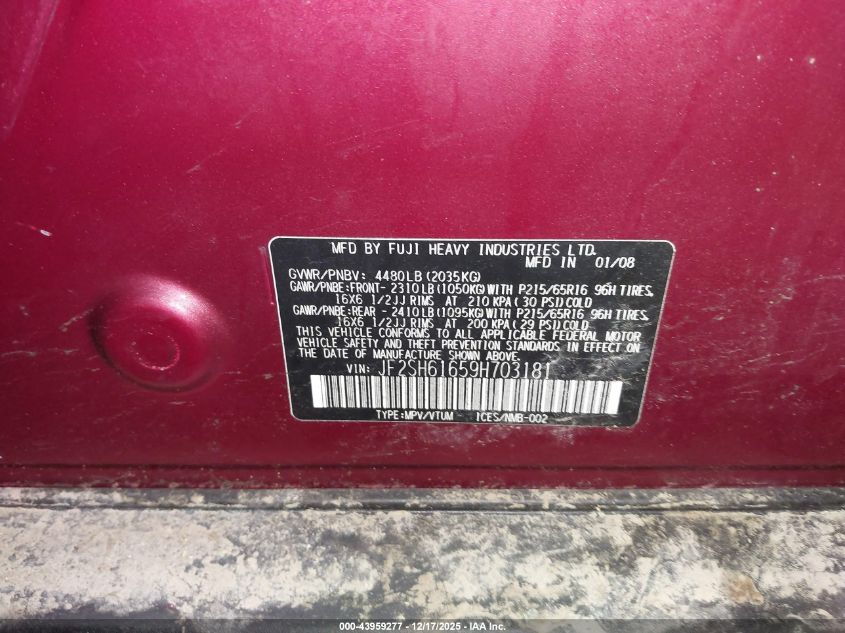 MFD BY FUJI HEAVY INDUSTRIES LTD.
MFD IN 01/08
GVWR/PNBV: 4480LB (2035KG)
GAWR/PNBE:FRONT- 2310LB(1050KG)WITH P215/65R16 96H TIRES,
16X6 1/2JJ RIMS AT 210 KPA(30 PSI)COLD
GAWR/PNBE:REAR - 2410LB(1095KG)WITH P215/65R16 96H TIRES,
16X6 1/2JJ RIMS AT 200 KPA(29 PSI)COLD
THIS VEHICLE CONFORMS TO ALL APPLICABLE FEDERAL MOTOR
VEHICLE SAFETY AND THEFT PREVENTION STANDARDS IN EFFECT
ON THE DATE OF MANUFACTURE SHOWN ABOVE.
VIN: JF2SH61659H703181
TYPE:MPV/VTUM ICES/NMB-002
000-43959277 - 12/17/2025 - IAA Inc.